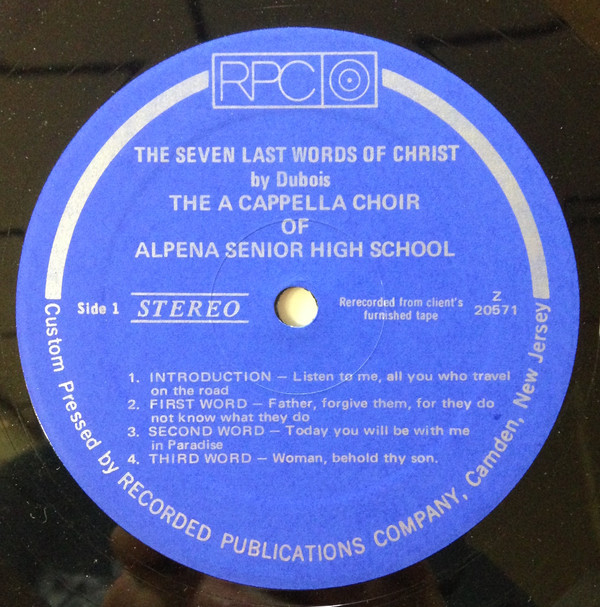 RPC
THE SEVEN LAST WORDS OF CHRIST
by Dubois
THE A CAPPELLA CHOIR
OF
ALPENA SENIOR HIGH SCHOOL
Side 1 STEREO
Rerecorded from client's
furnished tape
Z
20571
1. INTRODUCTION — Listen to me, all you who travel
on the road
2. FIRST WORD — Father, forgive them, for they do
not know what they do
3. SECOND WORD — Today you will be with me
in Paradise
4. THIRD WORD — Woman, behold thy son.
Custom Pressed by RECORDED PUBLICATIONS COMPANY, Camden, New Jersey